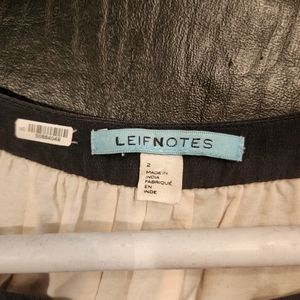 LEIFNOTES
2
MADE IN
INDIA
FABRIQUÉ
EN
INDE